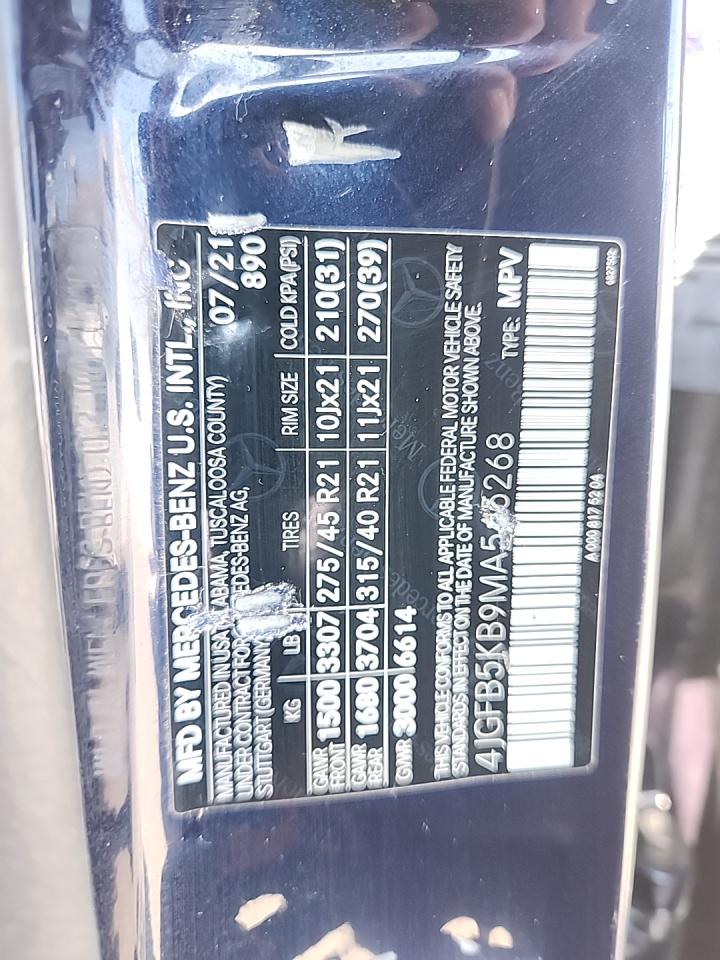 MFD BY MERCEDES-BENZ U.S. INTL., INC
MANUFACTURED IN USA, ALABAMA, TUSCALOOSA COUNTY) 07/21
UNDER CONTRACT FOR MERCEDES-BENZ AG,
STUTTGART (GERMANY) 890
KG LB TIRES RIM SIZE COLD KPA (PSI)
GAWR FRONT 1500 3307 275/45 R21 10Jx21 210(31)
GAWR REAR 1680 3704 315/40 R21 11Jx21 270(39)
GVWR 3000 6614
THIS VEHICLE CONFORMS TO ALL APPLICABLE FEDERAL MOTOR VEHICLE SAFETY
STANDARDS IN EFFECT ON THE DATE OF MANUFACTURE SHOWN ABOVE.
TYPE: MPV
A 000 817 52 04